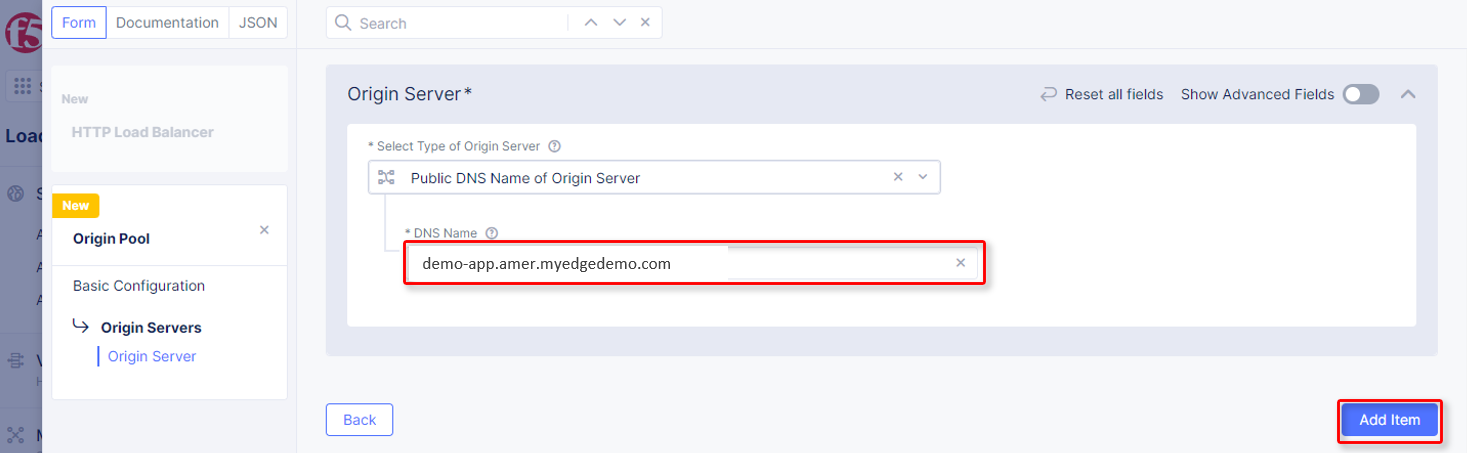 f5
Form
Documentation
JSON
Search
New
HTTP Load Balancer
Load
S
A
A
A
V
H
M
New
Origin Pool
Basic Configuration
Origin Servers
Origin Server
Origin Server*
Reset all fields
Show Advanced Fields
* Select Type of Origin Server
Public DNS Name of Origin Server
* DNS Name
demo-app.amer.myedgedemo.com
Back
Add Item